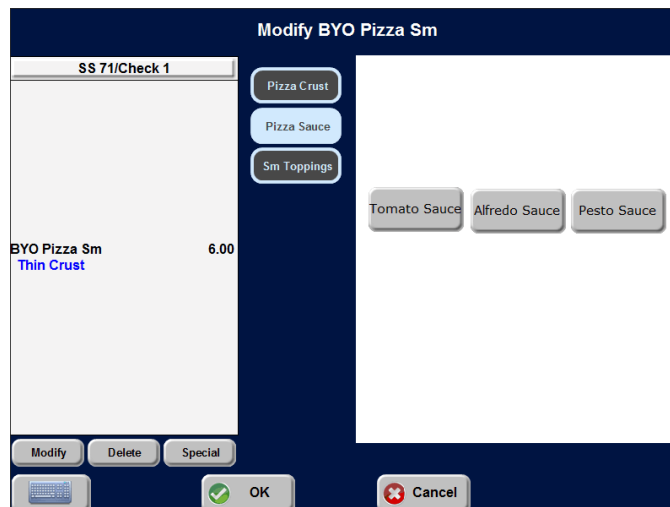 Modify BYO Pizza Sm
SS 71/Check 1
BYO Pizza Sm 6.00
Thin Crust
Pizza Crust
Pizza Sauce
Sm Toppings
Tomato Sauce Alfredo Sauce Pesto Sauce
Modify Delete Special
OK Cancel